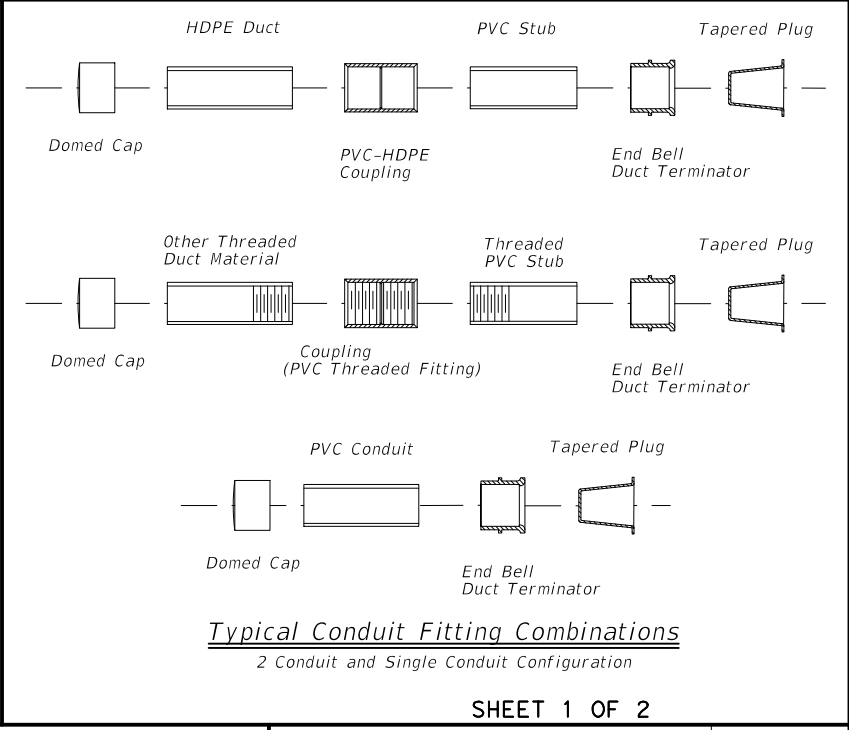 HDPE Duct
PVC Stub
Tapered Plug
Domed Cap
PVC-HDPE
Coupling
End Bell
Duct Terminator
Other Threaded
Duct Material
Threaded
PVC Stub
Tapered Plug
Domed Cap
Coupling
(PVC Threaded Fitting)
End Bell
Duct Terminator
PVC Conduit
Tapered Plug
Domed Cap
End Bell
Duct Terminator
Typical Conduit Fitting Combinations
2 Conduit and Single Conduit Configuration
SHEET 1 OF 2